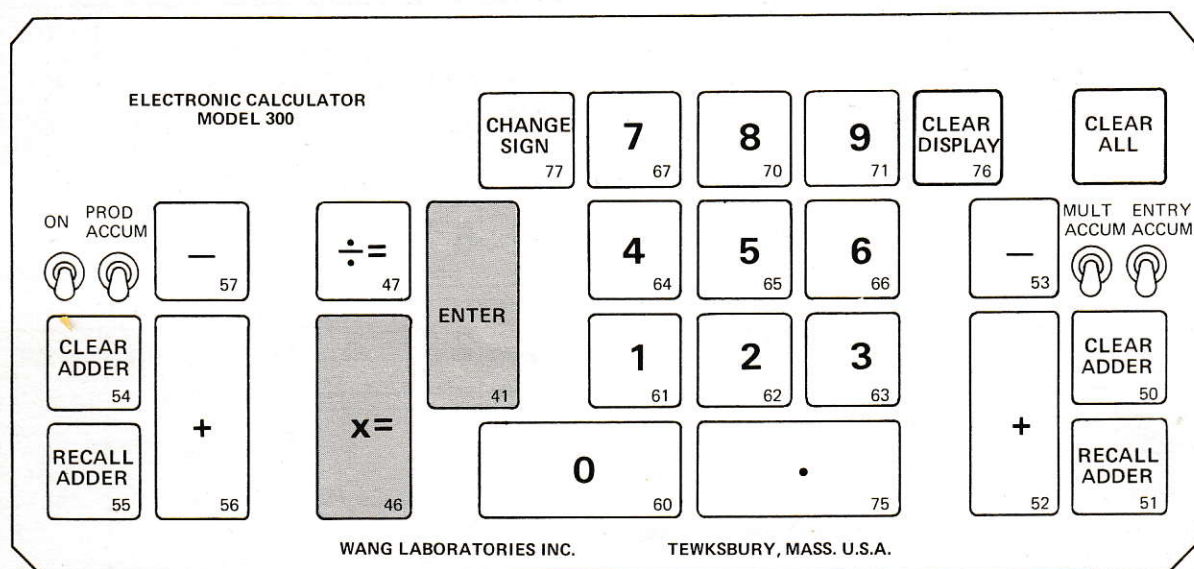 ELECTRONIC CALCULATOR
MODEL 300
CHANGE
SIGN
77
7
67
8
70
9
71
CLEAR
DISPLAY
76
CLEAR
ALL
ON
PROD
ACCUM
−
57
÷=
47
ENTER
41
4
64
5
65
6
66
−
53
MULT
ACCUM
ENTRY
ACCUM
CLEAR
ADDER
54
+
56
x=
46
1
61
2
62
3
63
+
52
CLEAR
ADDER
50
RECALL
ADDER
55
0
60
.
75
RECALL
ADDER
51
WANG LABORATORIES INC. TEWKSBURY, MASS. U.S.A.